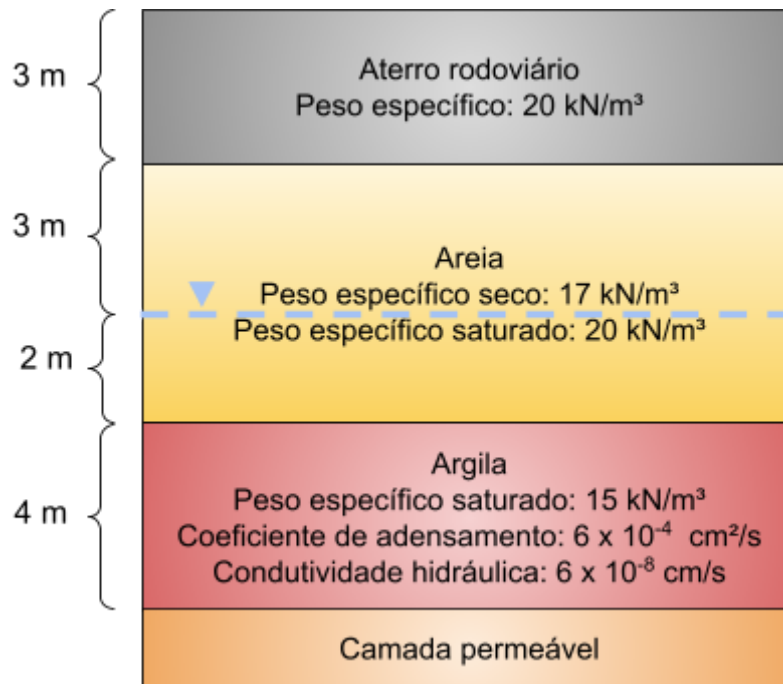 3 m
Aterro rodoviário
Peso específico: 20 kN/m³
3 m
Areia
Peso específico seco: 17 kN/m³
Peso específico saturado: 20 kN/m³
2 m
Argila
Peso específico saturado: 15 kN/m³
4 m
Coeficiente de adensamento: 6 x 10⁻⁴ cm²/s
Condutividade hidráulica: 6 x 10⁻⁸ cm/s
Camada permeável